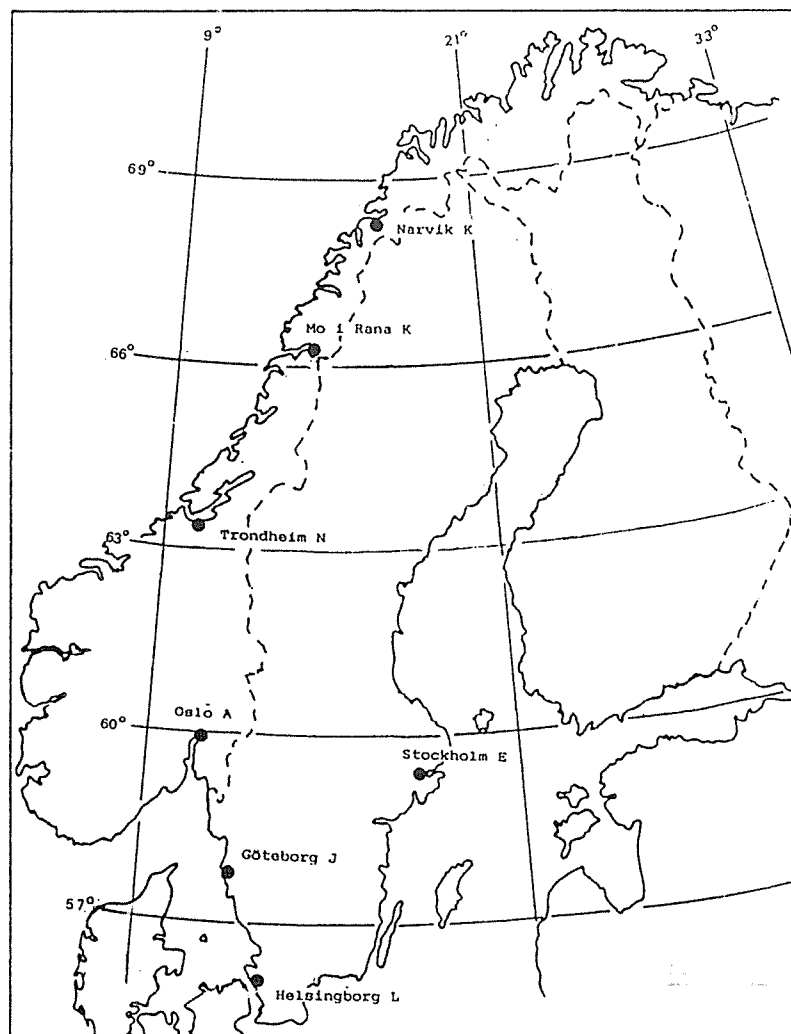 9°
21°
33°
69°
Narvik K
Mo i Rana K
66°
Trondheim N
63°
Oslo A
60°
Stockholm E
Göteborg J
57°
Helsingborg L